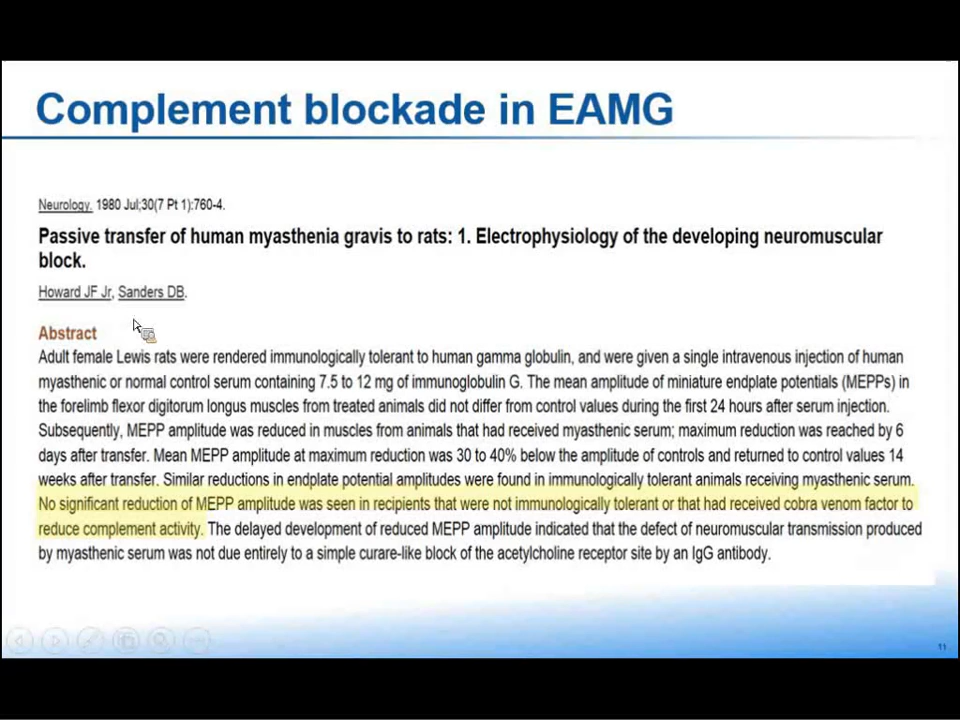 Complement blockade in EAMG
Neurology. 1980 Jul;30(7 Pt 1):760-4.
Passive transfer of human myasthenia gravis to rats: 1. Electrophysiology of the developing neuromuscular
block.
Howard JF Jr, Sanders DB.
Abstract
Adult female Lewis rats were rendered immunologically tolerant to human gamma globulin, and were given a single intravenous injection of human
myasthenic or normal control serum containing 7.5 to 12 mg of immunoglobulin G. The mean amplitude of miniature endplate potentials (MEPPs) in
the forelimb flexor digitorum longus muscles from treated animals did not differ from control values during the first 24 hours after serum injection.
Subsequently, MEPP amplitude was reduced in muscles from animals that had received myasthenic serum; maximum reduction was reached by 6
days after transfer. Mean MEPP amplitude at maximum reduction was 30 to 40% below the amplitude of controls and returned to control values 14
weeks after transfer. Similar reductions in endplate potential amplitudes were found in immunologically tolerant animals receiving myasthenic serum.
No significant reduction of MEPP amplitude was seen in recipients that were not immunologically tolerant or that had received cobra venom factor to
reduce complement activity. The delayed development of reduced MEPP amplitude indicated that the defect of neuromuscular transmission produced
by myasthenic serum was not due entirely to a simple curare-like block of the acetylcholine receptor site by an IgG antibody.
11